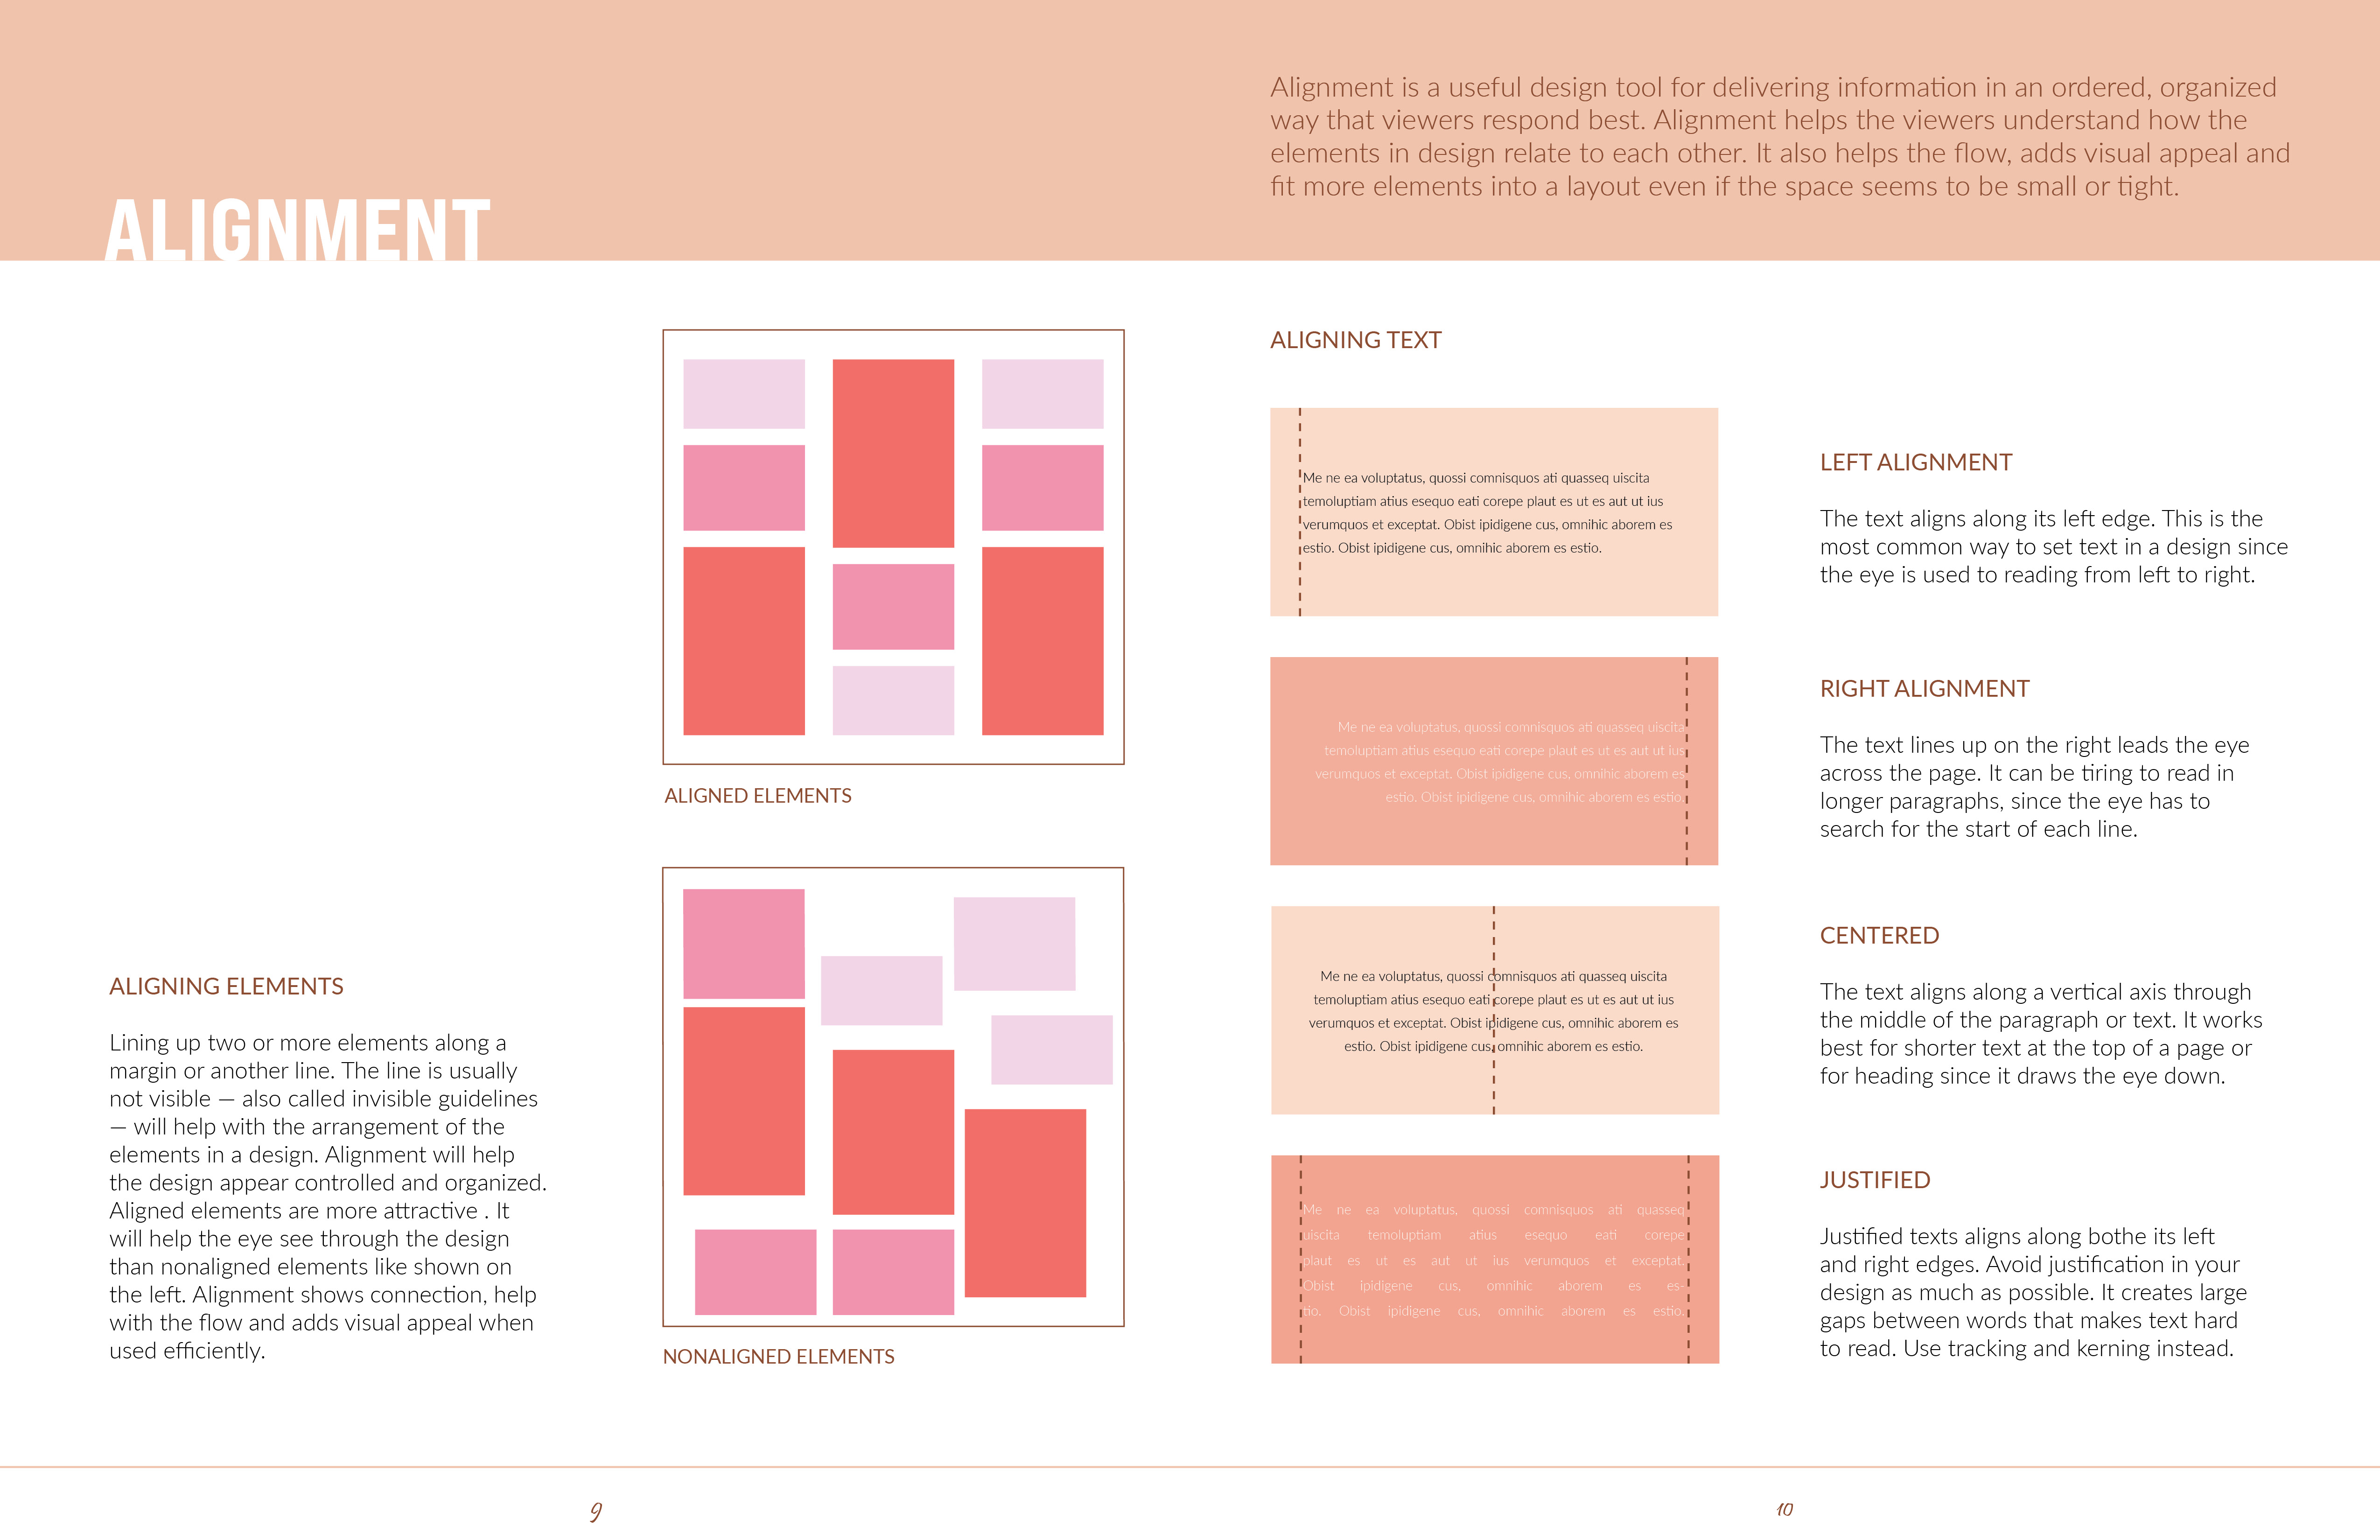 ALIGNMENT
Alignment is a useful design tool for delivering information in an ordered, organized
way that viewers respond best. Alignment helps the viewers understand how the
elements in design relate to each other. It also helps the flow, adds visual appeal and
fit more elements into a layout even if the space seems to be small or tight.
ALIGNED ELEMENTS
NONALIGNED ELEMENTS
ALIGNING ELEMENTS
Lining up two or more elements along a
margin or another line. The line is usually
not visible — also called invisible guidelines
— will help with the arrangement of the
elements in a design. Alignment will help
the design appear controlled and organized.
Aligned elements are more attractive . It
will help the eye see through the design
than nonaligned elements like shown on
the left. Alignment shows connection, help
with the flow and adds visual appeal when
used efficiently.
ALIGNING TEXT
Me ne ea voluptatus, quossi comnisquos ati quasseq uiscita
temoluptiam atius esequo eati corepe plaut es ut es aut ut ius
verumquos et exceptat. Obist ipidigene cus, omnihic aborem es
estio. Obist ipidigene cus, omnihic aborem es estio.
LEFT ALIGNMENT
The text aligns along its left edge. This is the
most common way to set text in a design since
the eye is used to reading from left to right.
Me ne ea voluptatus, quossi comnisquos ati quasseq uiscita
temoluptiam atius esequo eati corepe plaut es ut es aut ut ius
verumquos et exceptat. Obist ipidigene cus, omnihic aborem es
estio. Obist ipidigene cus, omnihic aborem es estio.
RIGHT ALIGNMENT
The text lines up on the right leads the eye
across the page. It can be tiring to read in
longer paragraphs, since the eye has to
search for the start of each line.
Me ne ea voluptatus, quossi comnisquos ati quasseq uiscita
temoluptiam atius esequo eati corepe plaut es ut es aut ut ius
verumquos et exceptat. Obist ipidigene cus, omnihic aborem es
estio. Obist ipidigene cus, omnihic aborem es estio.
CENTERED
The text aligns along a vertical axis through
the middle of the paragraph or text. It works
best for shorter text at the top of a page or
for heading since it draws the eye down.
Me ne ea voluptatus, quossi comnisquos ati quasseq
uiscita temoluptiam atius esequo eati corepe
plaut es ut es aut ut ius verumquos et exceptat.
Obist ipidigene cus, omnihic aborem es es-
tio. Obist ipidigene cus, omnihic aborem es estio.
JUSTIFIED
Justified texts aligns along bothe its left
and right edges. Avoid justification in your
design as much as possible. It creates large
gaps between words that makes text hard
to read. Use tracking and kerning instead.
9
10